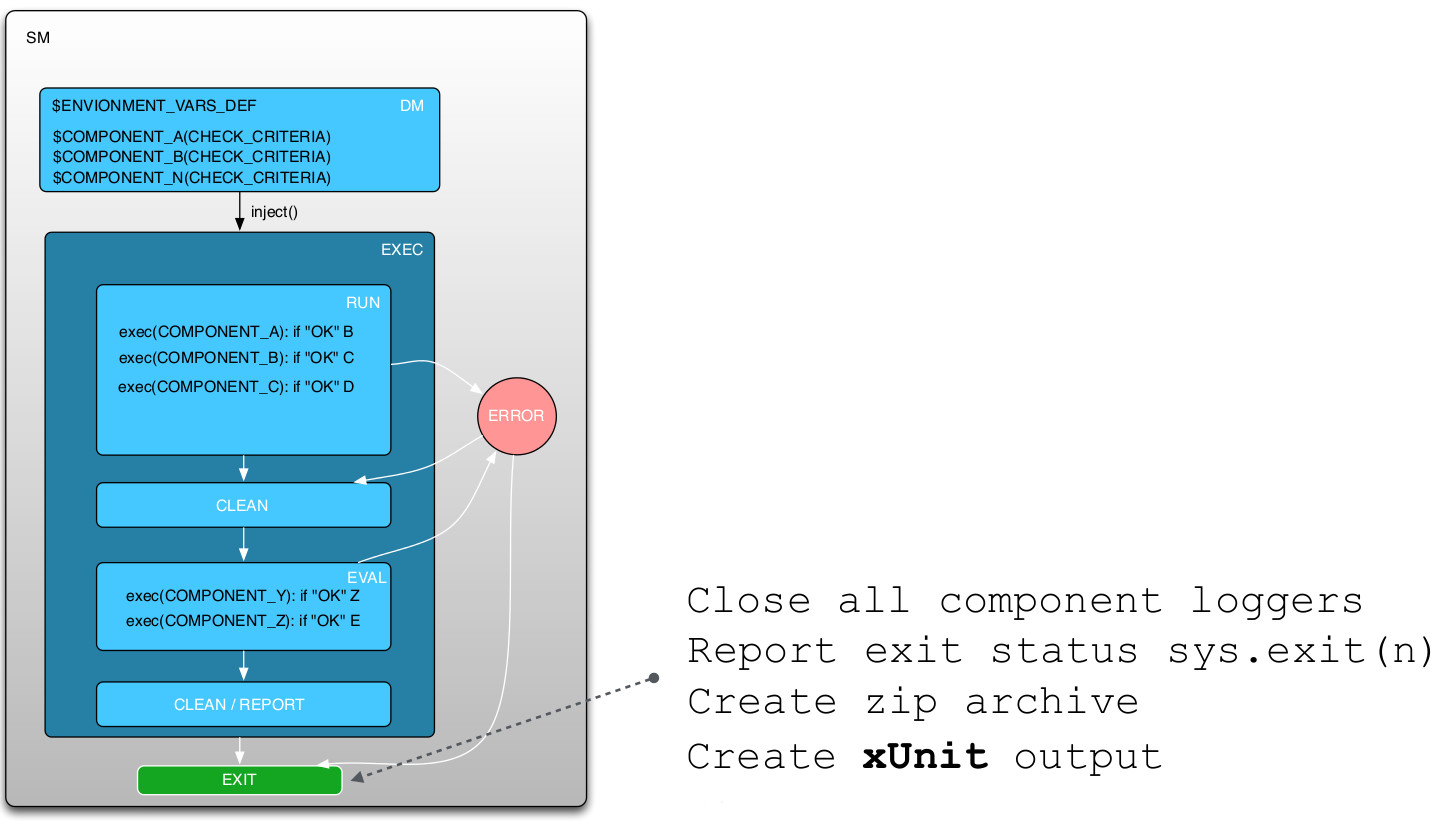 SM
$ENVIONMENT_VARS_DEF DM
$COMPONENT_A(CHECK_CRITERIA)
$COMPONENT_B(CHECK_CRITERIA)
$COMPONENT_N(CHECK_CRITERIA)
inject()
EXEC
RUN
exec(COMPONENT_A): if "OK" B
exec(COMPONENT_B): if "OK" C
exec(COMPONENT_C): if "OK" D
ERROR
CLEAN
EVAL
exec(COMPONENT_Y): if "OK" Z
exec(COMPONENT_Z): if "OK" E
CLEAN / REPORT
EXIT
Close all component loggers
Report exit status sys.exit(n)
Create zip archive
Create xUnit output